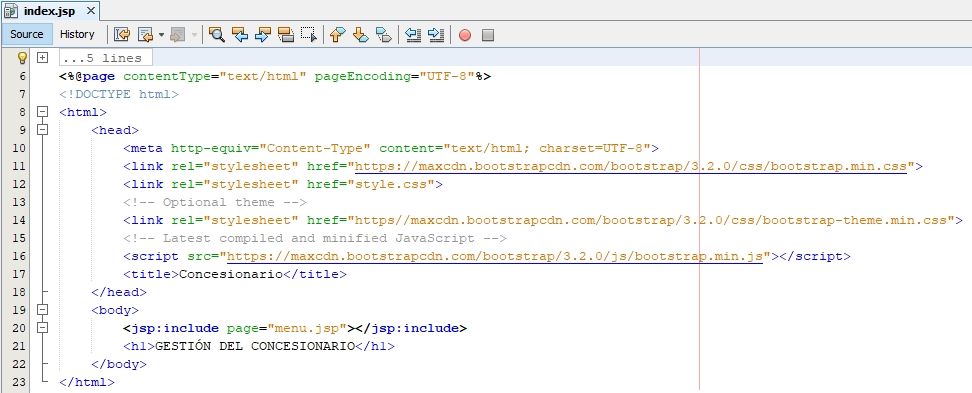 index.jsp
Source History
1 ...5 lines
6 <%@page contentType="text/html" pageEncoding="UTF-8"%>
7 <!DOCTYPE html>
8 <html>
9 <head>
10 <meta http-equiv="Content-Type" content="text/html; charset=UTF-8">
11 <link rel="stylesheet" href="https://maxcdn.bootstrapcdn.com/bootstrap/3.2.0/css/bootstrap.min.css">
12 <link rel="stylesheet" href="style.css">
13 <!-- Optional theme -->
14 <link rel="stylesheet" href="https//maxcdn.bootstrapcdn.com/bootstrap/3.2.0/css/bootstrap-theme.min.css">
15 <!-- Latest compiled and minified JavaScript -->
16 <script src="https://maxcdn.bootstrapcdn.com/bootstrap/3.2.0/js/bootstrap.min.js"></script>
17 <title>Concesionario</title>
18 </head>
19 <body>
20 <jsp:include page="menu.jsp"></jsp:include>
21 <h1>GESTIÓN DEL CONCESIONARIO</h1>
22 </body>
23 </html>